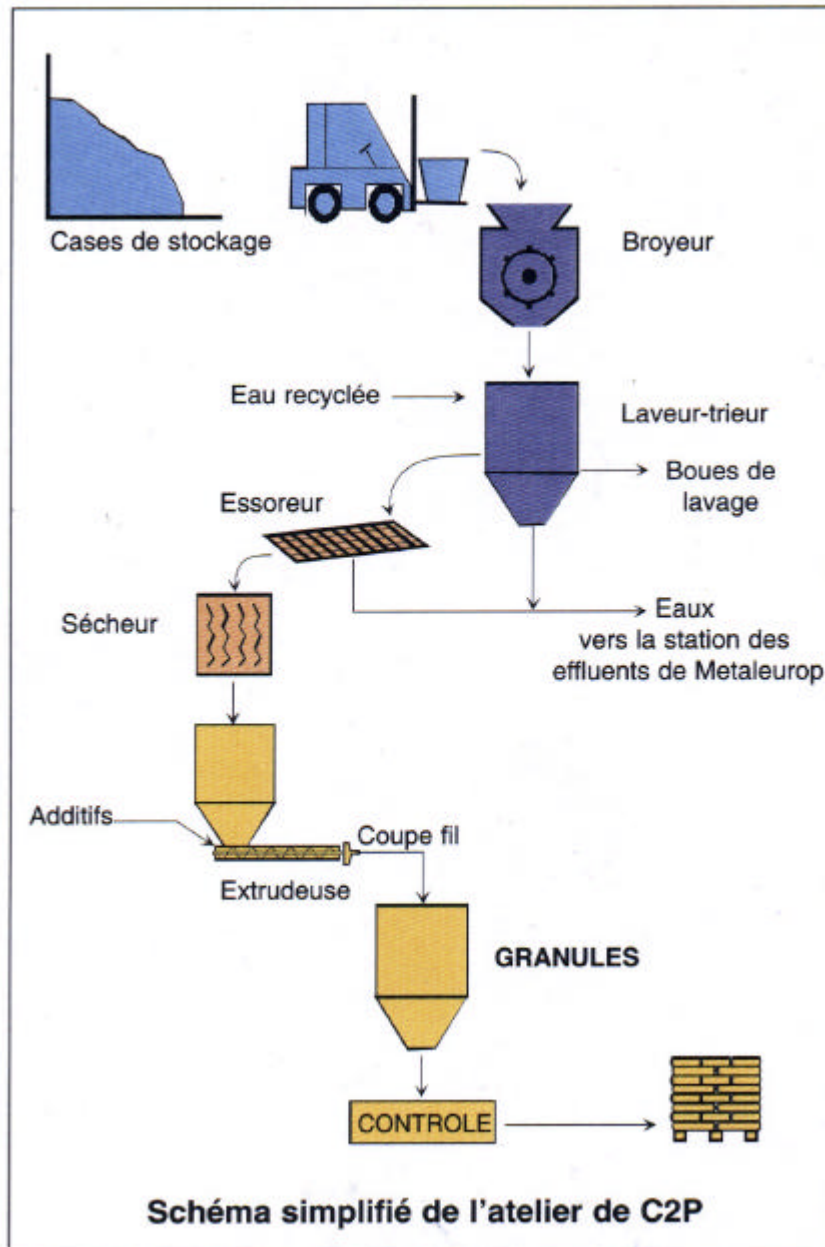 Cases de stockage
Broyeur
Eau recyclée
Laveur-trieur
Boues de
lavage
Essoreur
Eaux
vers la station des
effluents de Metaleurop
Sécheur
Additifs
Coupe fil
Extrudeuse
GRANULES
CONTROLE
Schéma simplifié de l'atelier de C2P